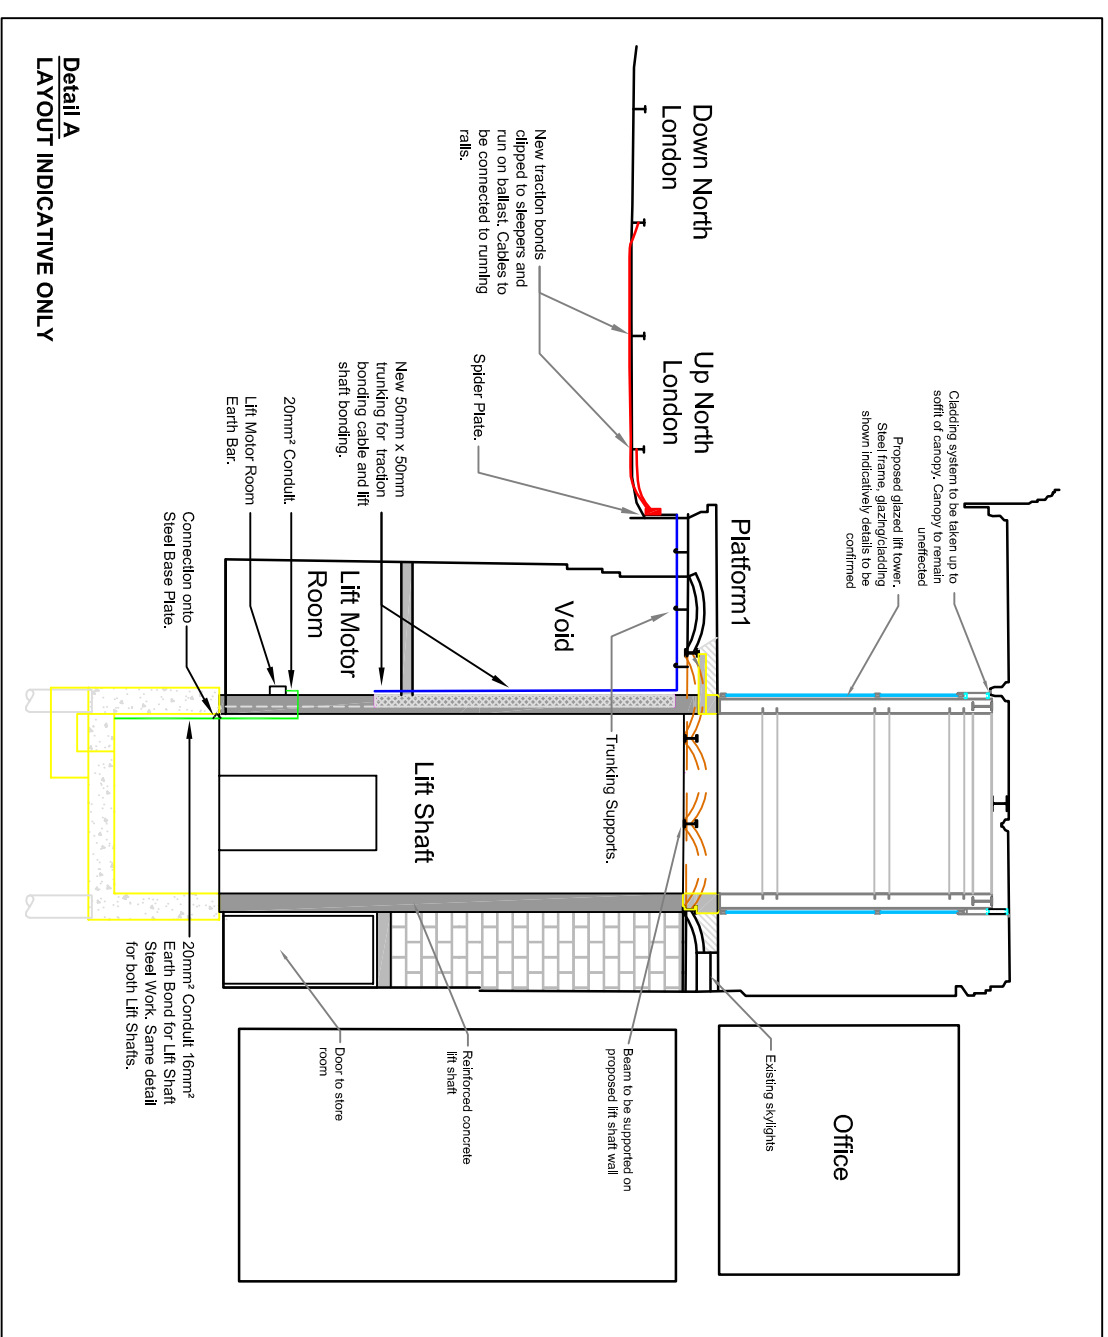 Cladding system to be taken up to
soffit of canopy. Canopy to remain
uneffected
Proposed glazed lift tower.
Steel frame, glazing/cladding
shown indicatively details to be
confirmed
Down North
London
Up North
London
Platform1
Office
New traction bonds
clipped to sleepers and
run on ballast. Cables to
be connected to running
rails.
Spider Plate.
Void
Trunking Supports.
Existing skylights
Beam to be supported on
proposed lift shaft wall
Reinforced concrete
lift shaft
Door to store
room
Lift Shaft
New 50mm x 50mm
trunking for traction
bonding cable and lift
shaft bonding.
Lift Motor
Room
20mm² Conduit.
Lift Motor Room
Earth Bar.
Connection onto
Steel Base Plate.
20mm² Conduit 16mm²
Earth Bond for Lift Shaft
Steel Work. Same detail
for both Lift Shafts.
Detail A
LAYOUT INDICATIVE ONLY